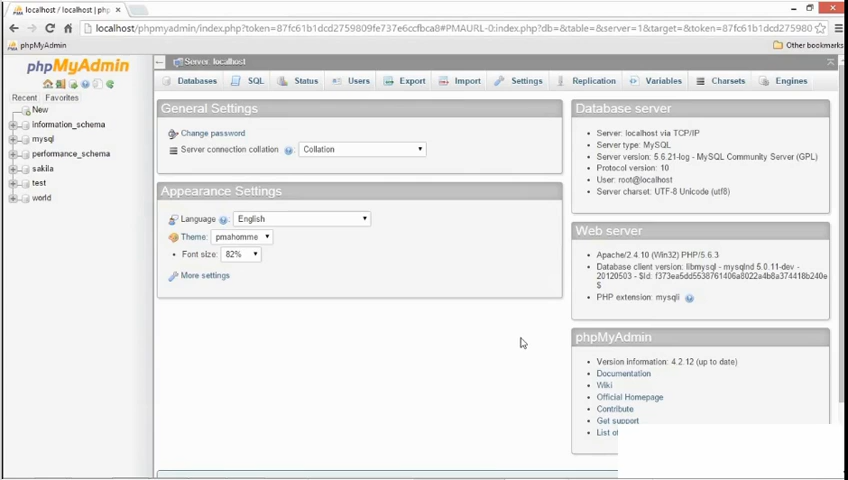 localhost / localhost | php
localhost/phpmyadmin/index.php?token=87fc61b1dcd2759809fe737e6ccfbca8#PMAURL-0:index.php?db=&table=&server=1&target=&token=87fc61b1dcd275980
phpMyAdmin
Other bookmarks
phpMyAdmin
Recent Favorites
New
information_schema
mysql
performance_schema
sakila
test
world
Server: localhost
Databases SQL Status Users Export Import Settings Replication Variables Charsets Engines
General Settings
Change password
Server connection collation Collation
Appearance Settings
Language English
Theme: pmahomme
Font size: 82%
More settings
Database server
Server: localhost via TCP/IP
Server type: MySQL
Server version: 5.6.21-log - MySQL Community Server (GPL)
Protocol version: 10
User: root@localhost
Server charset: UTF-8 Unicode (utf8)
Web server
Apache/2.4.10 (Win32) PHP/5.6.3
Database client version: libmysql - mysqlnd 5.0.11-dev -
20120503 - $Id: f373ea5dd5538761406a8022a4b8a374418b240e
$
PHP extension: mysqli
phpMyAdmin
Version information: 4.2.12 (up to date)
Documentation
Wiki
Official Homepage
Contribute
Get support
List